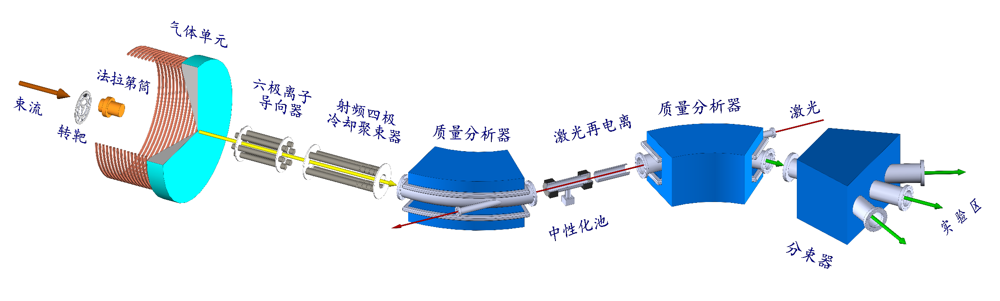 气体单元
法拉第筒
束流
转靶
六极离子
导向器
射频四极
冷却聚束器
质量分析器
激光再电离
中性化池
质量分析器
激光
分束器
实验区